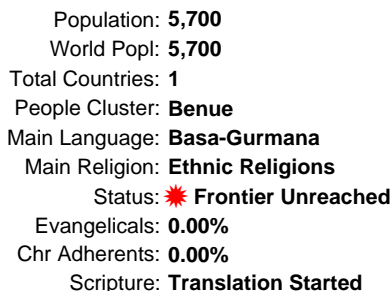 Population: 5,700
World Popl: 5,700
Total Countries: 1
People Cluster: Benue
Main Language: Basa-Gurmana
Main Religion: Ethnic Religions
Status: Frontier Unreached
Evangelicals: 0.00%
Chr Adherents: 0.00%
Scripture: Translation Started